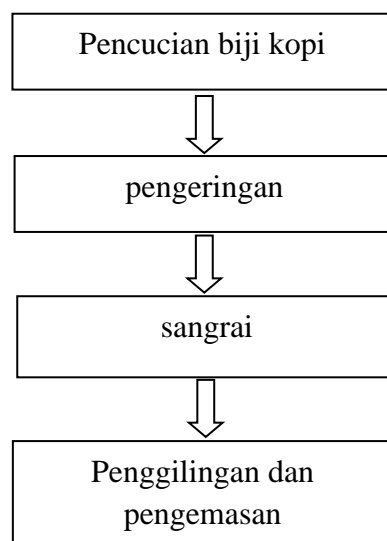 Pencucian biji kopi
pengeringan
sangrai
Penggilingan dan
pengemasan